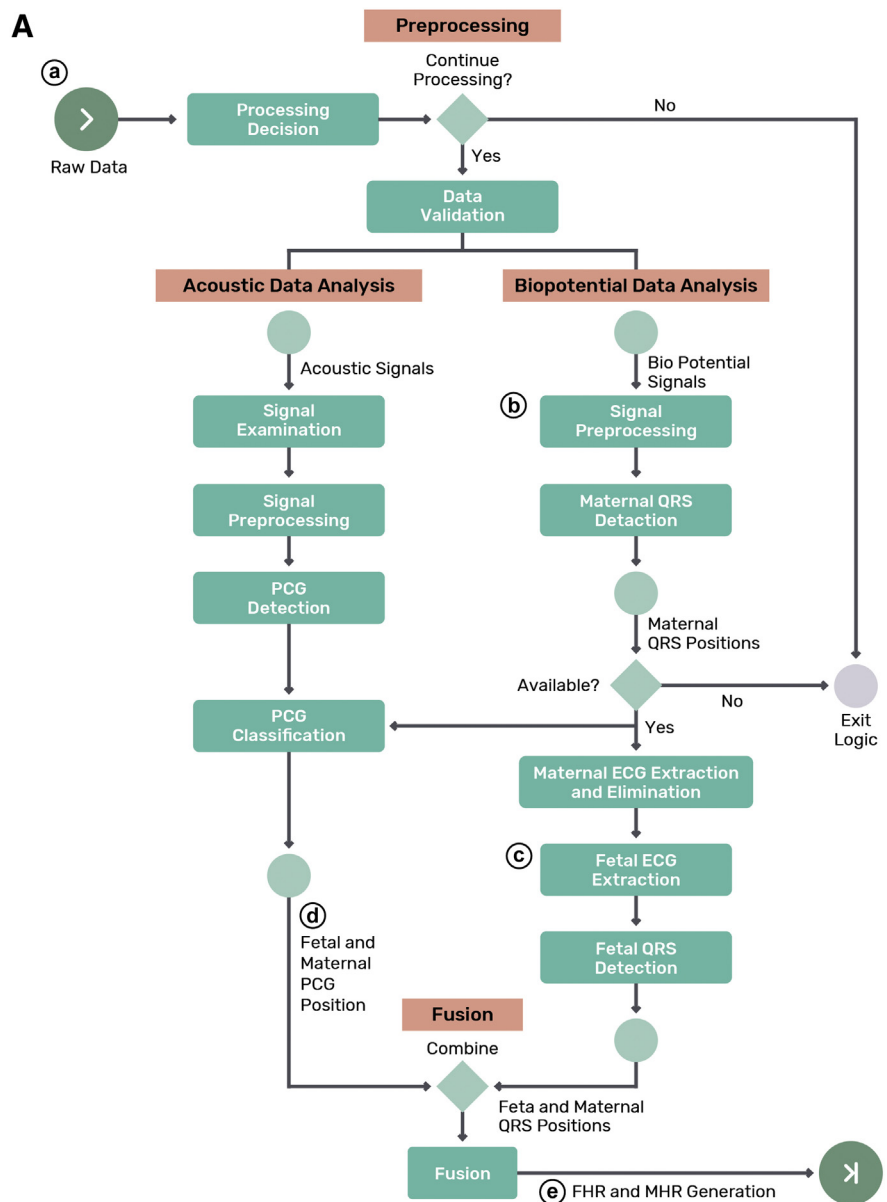 A
Preprocessing
a
Continue
Processing?
Processing
Decision
No
Raw Data
Yes
Data
Validation
Acoustic Data Analysis
Biopotential Data Analysis
Acoustic Signals
Bio Potential
Signals
b
Signal
Examination
Signal
Preprocessing
Signal
Preprocessing
Maternal QRS
Detaction
PCG
Detection
Maternal
QRS Positions
Available?
No
Yes
Exit
Logic
PCG
Classification
Maternal ECG Extraction
and Elimination
c
Fetal ECG
Extraction
d
Fetal and
Maternal
PCG
Position
Fetal QRS
Detection
Fusion
Combine
Feta and Maternal
QRS Positions
Fusion
e
FHR and MHR Generation